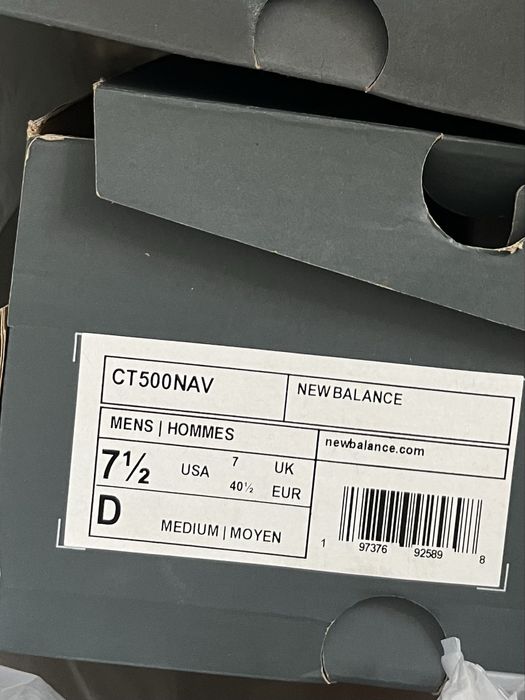 CT500NAV
NEW BALANCE
MENS | HOMMES
newbalance.com
7½ USA 7 UK
40½ EUR
D MEDIUM | MOYEN
1 97376 92589 8